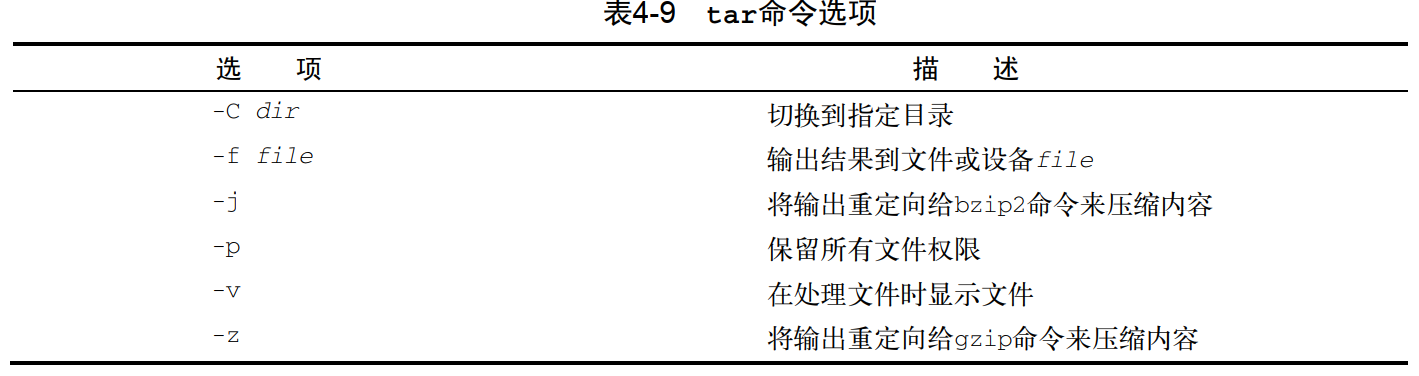 表4-9 tar命令选项
选 项 描 述
-C dir 切换到指定目录
-f file 输出结果到文件或设备file
-j 将输出重定向给bzip2命令来压缩内容
-p 保留所有文件权限
-v 在处理文件时显示文件
-z 将输出重定向给gzip命令来压缩内容